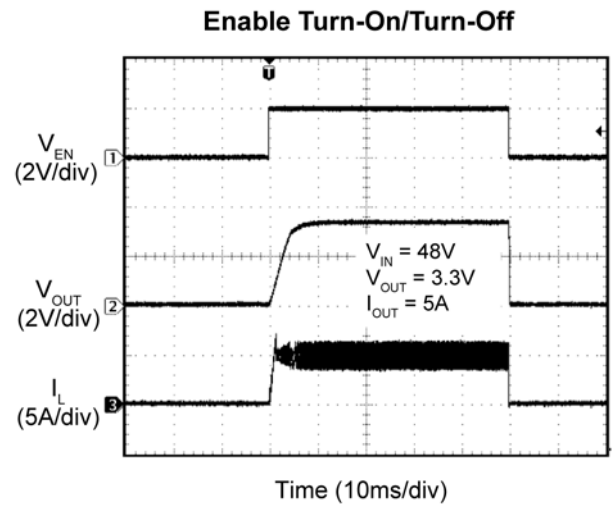 Enable Turn-On/Turn-Off
T
V_EN
(2V/div)
1
V_IN = 48V
V_OUT = 3.3V
I_OUT = 5A
V_OUT
(2V/div)
2
I_L
(5A/div)
3
Time (10ms/div)